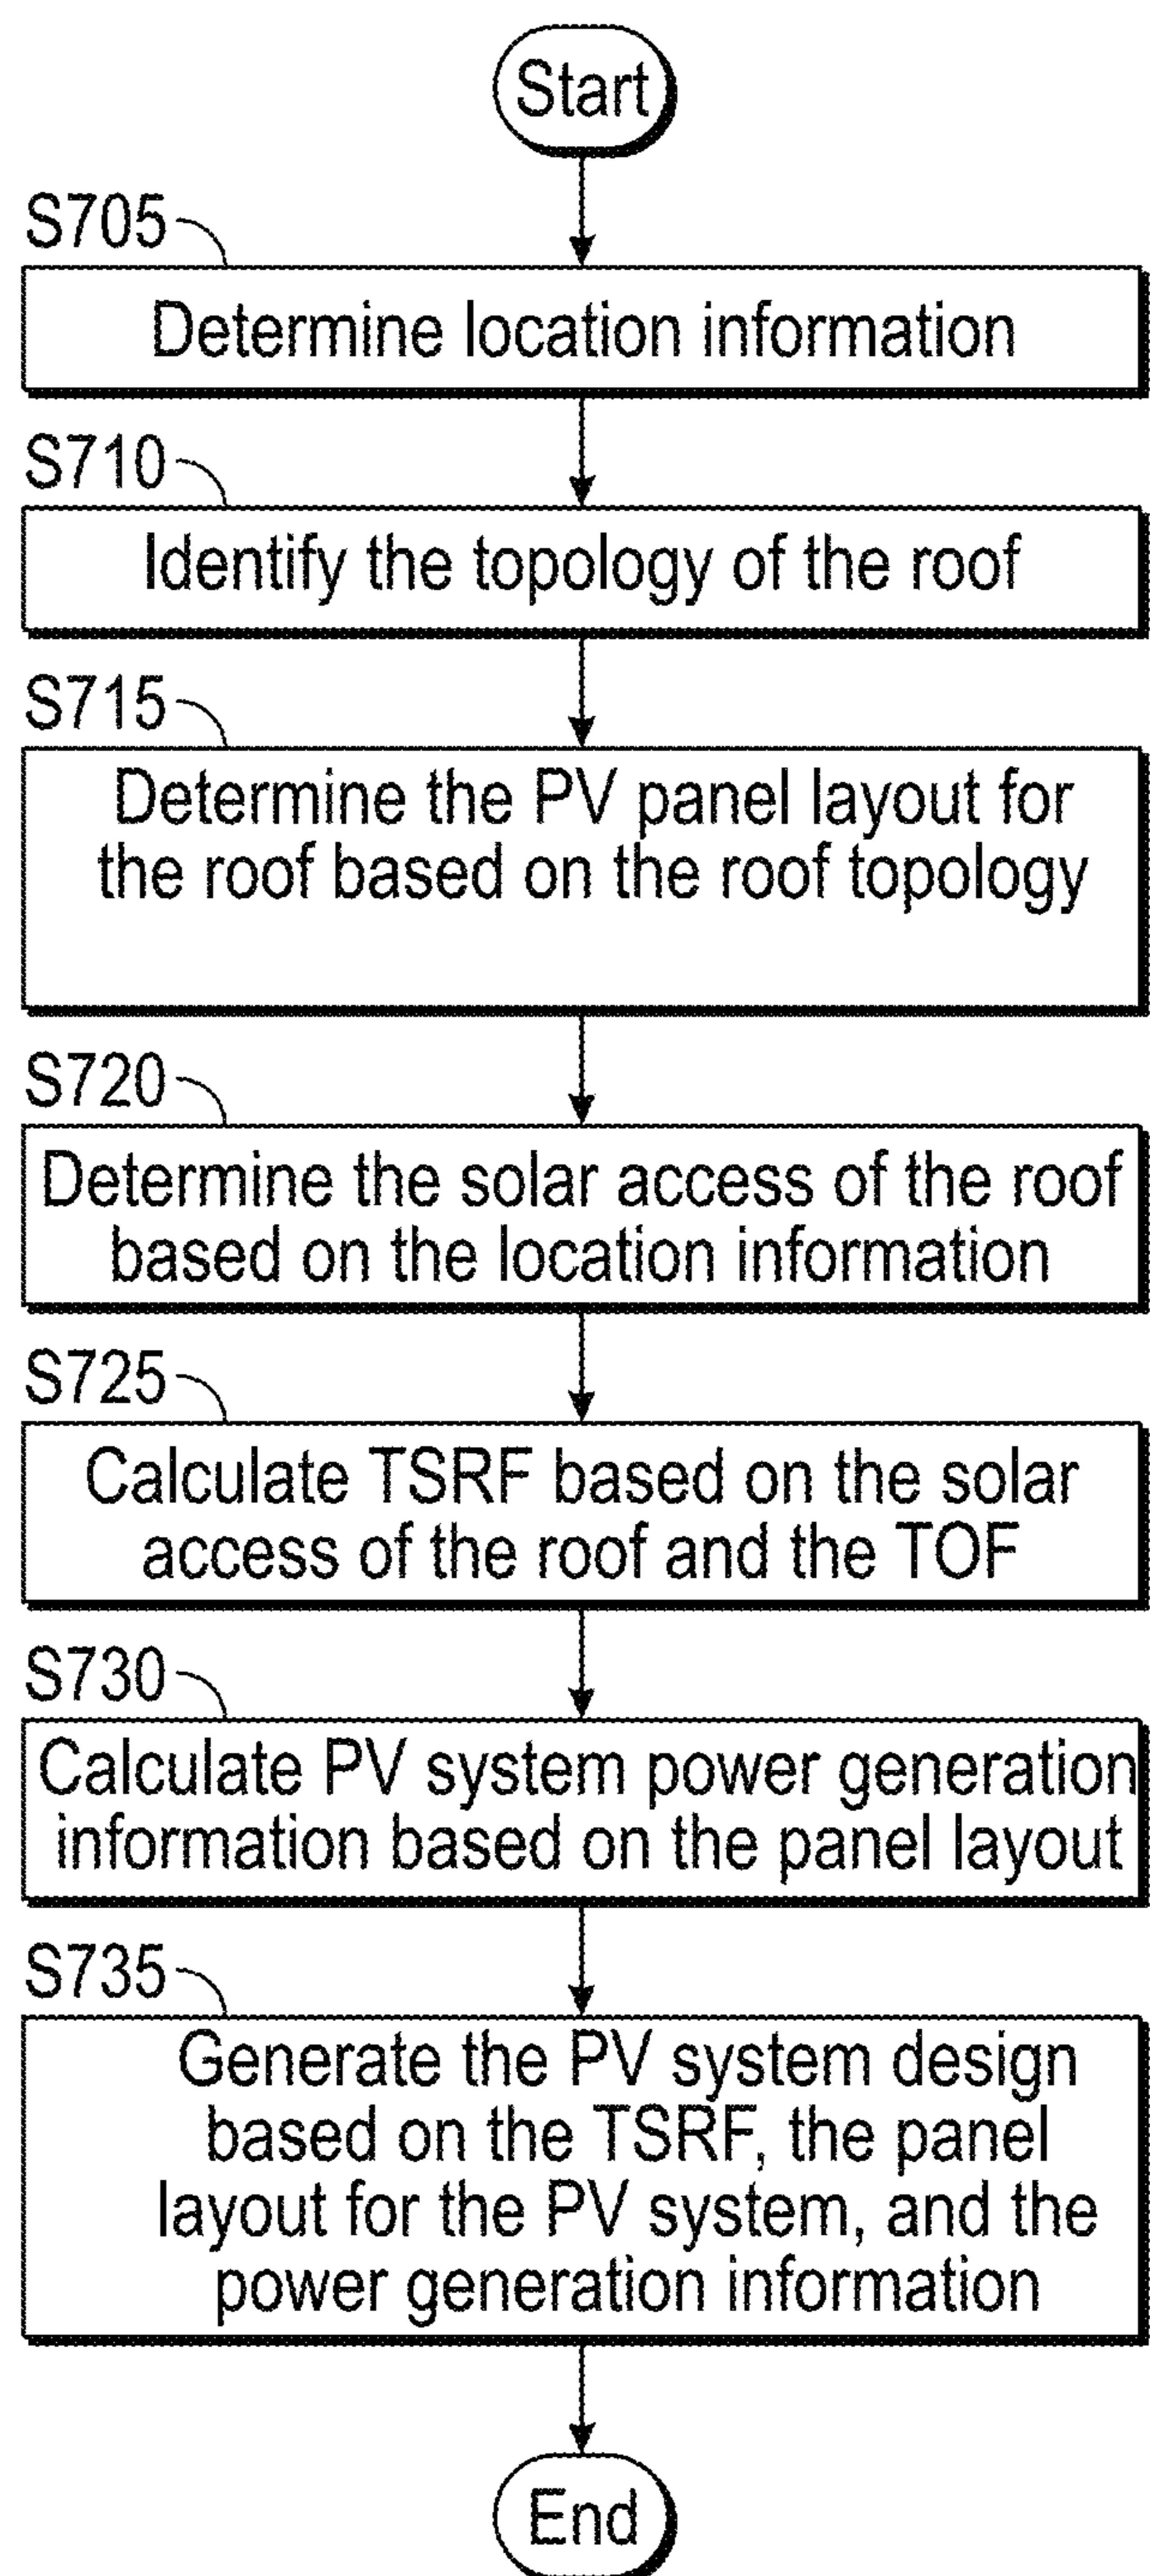 Start
S705
Determine location information
S710
Identify the topology of the roof
S715
Determine the PV panel layout for
the roof based on the roof topology
S720
Determine the solar access of the roof
based on the location information
S725
Calculate TSRF based on the solar
access of the roof and the TOF
S730
Calculate PV system power generation
information based on the panel layout
S735
Generate the PV system design
based on the TSRF, the panel
layout for the PV system, and the
power generation information
End